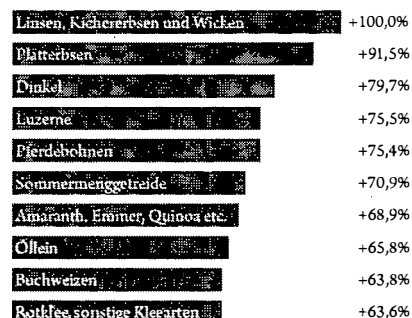 Linsen, Kichererbsen und Wicken +100,0%
Platterbsen +91,5%
Dinkel +79,7%
Luzerne +75,5%
Pferdebohnen +75,4%
Sommermenggetreide +70,9%
Amaranth, Emmer, Quinoa etc. +68,9%
Öllein +65,8%
Buchweizen +63,8%
Rotklee, sonstige Kleearten +63,6%